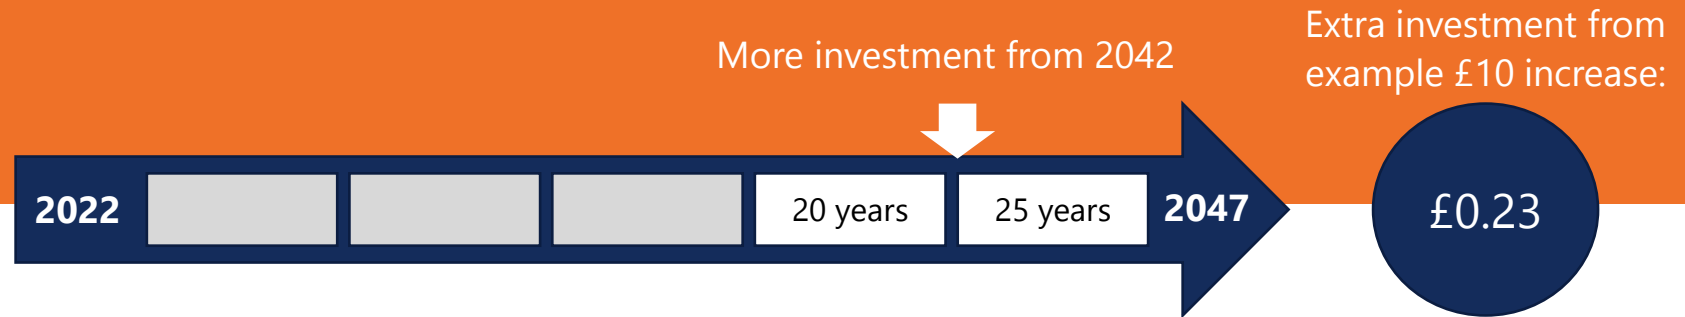 Extra investment from
example £10 increase:
More investment from 2042
2022
20 years
25 years
2047
£0.23